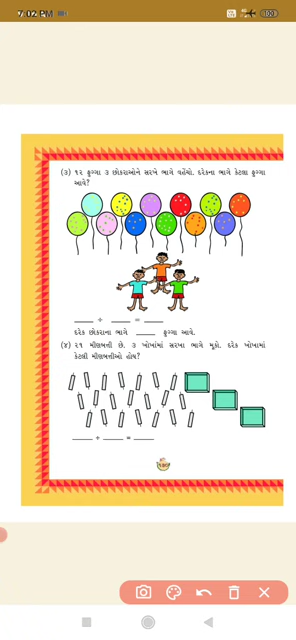 7:02 PM
(૩) ૧૨ ફુગ્ગા ૩ છોકરાઓને સરખે ભાગે વહેંચો. દરેકના ભાગે કેટલા ફુગ્ગા
આવે?
____ ÷ ____ = ____
દરેક છોકરાના ભાગે ____ ફુગ્ગા આવે.
(૪) ૨૧ મીણબત્તી છે. ૩ ખોખાંમાં સરખા ભાગે મૂકો. દરેક ખોખામાં
કેટલી મીણબત્તીઓ હોય?
____ ÷ ____ = ____